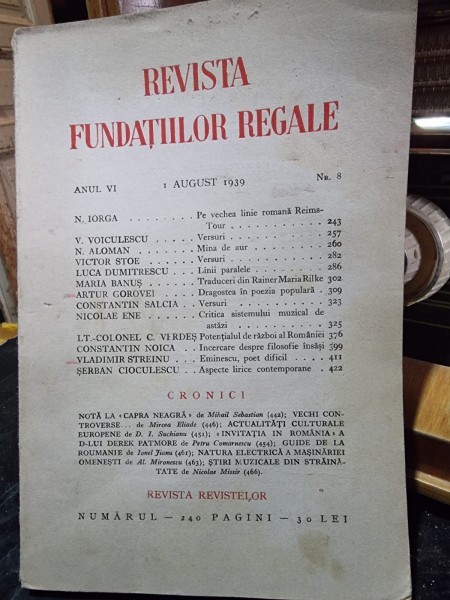 REVISTA
FUNDAȚIILOR REGALE
ANUL VI 1 AUGUST 1939 NR. 8
N. IORGA . . . . . . . . Pe vechea linie romană Reims-
Tour . . . . . . . . . . . 243
V. VOICULESCU . . . . . Versuri . . . . . . . . . . 257
N. ALOMAN . . . . . . . Mina de aur . . . . . . . . 260
VICTOR STOE . . . . . . Versuri . . . . . . . . . . 282
LUCA DUMITRESCU . . . Linii paralele . . . . . . . 286
MARIA BANUȘ . . . . . . Traduceri din Rainer Maria Rilke 302
ARTUR GOROVEI . . . . Dragostea în poezia populară . 309
CONSTANTIN SALCIA . . Versuri . . . . . . . . . . 323
NICOLAE ENE . . . . . . Critica sistemului muzical de
astăzi . . . . . . . . . . 325
LT.-COLONEL C. VERDEȘ Potențialul de război al României 376
CONSTANTIN NOICA . . Incercare despre filosofie însăși 399
VLADIMIR STREINU . . Eminescu, poet dificil . . . . 411
ȘERBAN CIOCULESCU . . Aspecte lirice contemporane . 422
CRONICI
NOTĂ LA «CAPRA NEAGRĂ» de Mihail Sebastian (442); VECHI CON-
TROVERSE... de Mircea Eliade (446); ACTUALITĂȚI CULTURALE
EUROPENE de D. I. Suchianu (451); «INVITAȚIA IN ROMÂNIA» A
D-LUI DEREK PATMORE de Petru Comarnescu (454); GUIDE DE LA
ROUMANIE de Ionel Jianu (461); NATURA ELECTRICĂ A MAȘINĂRIEI
OMENEȘTI de Al. Mironescu (463); ȘTIRI MUZICALE DIN STRĂINĂ-
TATE de Nicolae Missir (466).
REVISTA REVISTELOR
NUMĂRUL — 240 PAGINI — 30 LEI